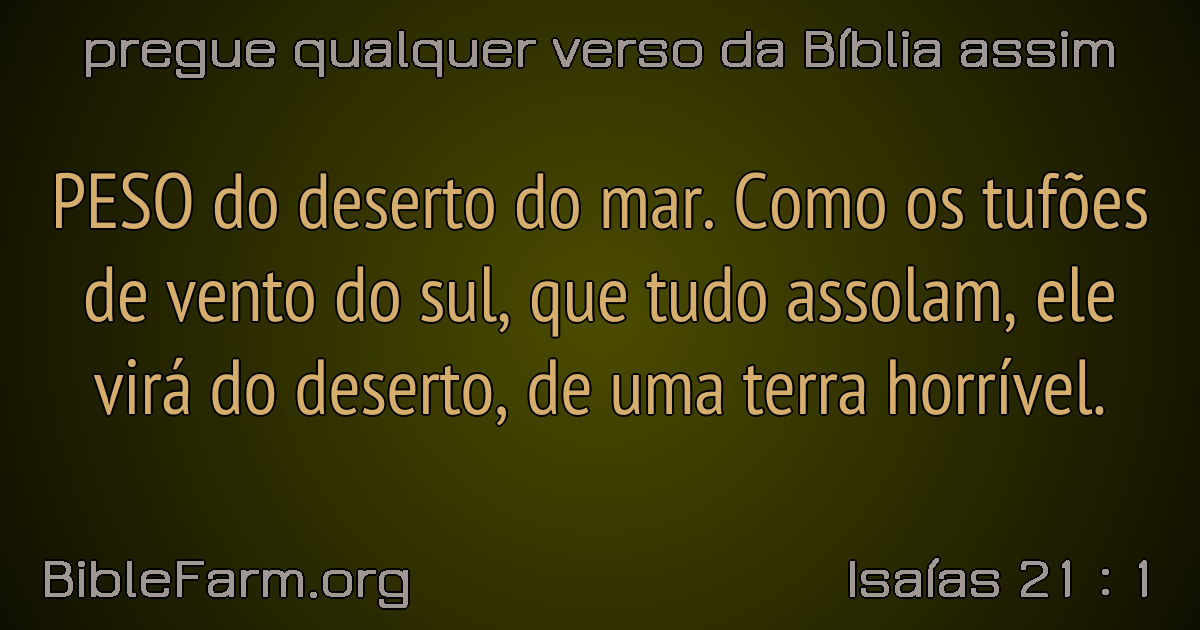 pregue qualquer verso da Bíblia assim
PESO do deserto do mar. Como os tufões
de vento do sul, que tudo assolam, ele
virá do deserto, de uma terra horrível.
BibleFarm.org
Isaías 21 : 1